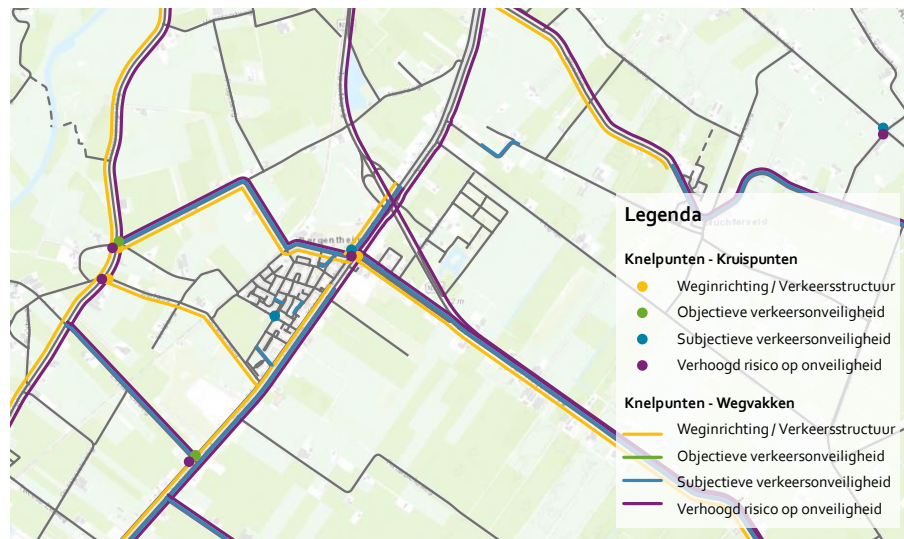 Legenda
Knelpunten - Kruispunten
Weginrichting / Verkeersstructuur
Objectieve verkeersonveiligheid
Subjectieve verkeersonveiligheid
Verhoogd risico op onveiligheid
Knelpunten - Wegvakken
Weginrichting / Verkeersstructuur
Objectieve verkeersonveiligheid
Subjectieve verkeersonveiligheid
Verhoogd risico op onveiligheid